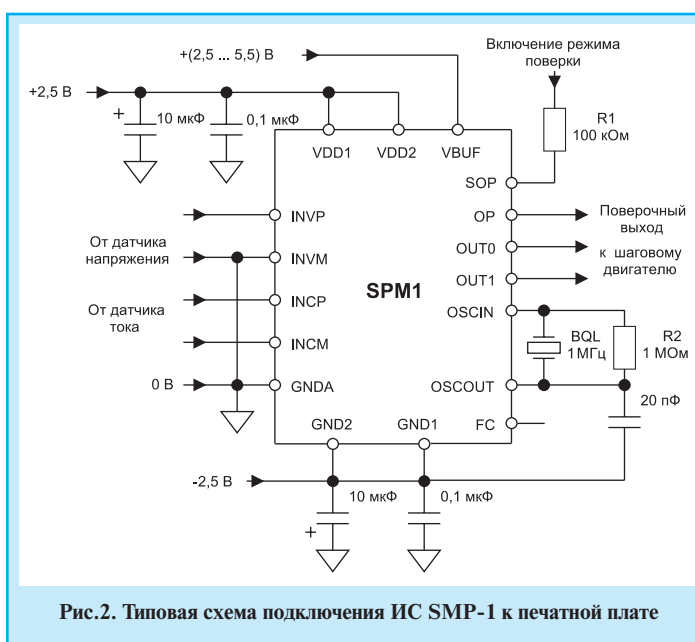 Включение режима
поверки
+(2,5 ... 5,5) В
+2,5 В
+
10 мкФ
0,1 мкФ
R1
100 кОм
VDD1
VDD2
VBUF
SOP
INVP
OP
Поверочный
выход
От датчика
напряжения
INVM
OUT0
к шаговому
двигателю
INCP
SPM1
OUT1
От датчика
тока
OSCIN
INCM
BQL
1МГц
R2
1 МОм
0 В
GNDA
OSCOUT
20 пФ
GND2
GND1
FC
-2,5 В
10 мкФ
0,1 мкФ
+
Рис.2. Типовая схема подключения ИС SMP-1 к печатной плате